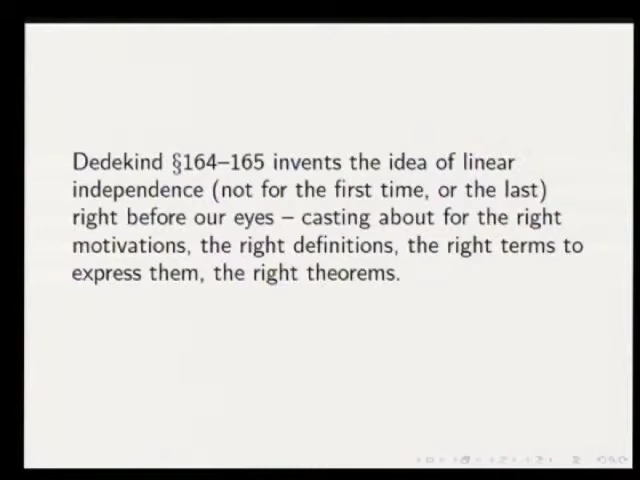 Dedekind §164–165 invents the idea of linear
independence (not for the first time, or the last)
right before our eyes – casting about for the right
motivations, the right definitions, the right terms to
express them, the right theorems.